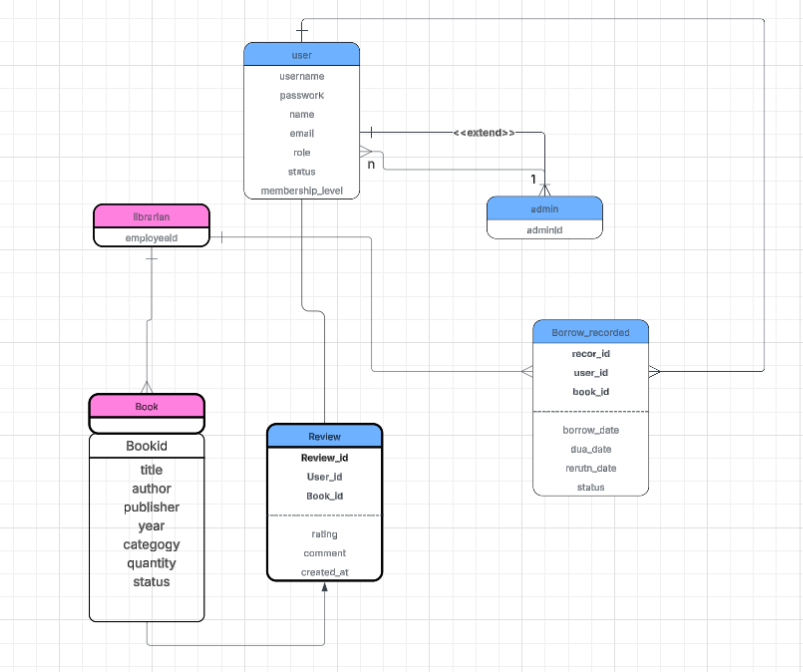 user
username
passwork
name
email
role
status
membership_level
<<extend>>
n
1
admin
adminId
librarian
employeeId
Borrow_recorded
recor_id
user_id
book_id
borrow_date
dua_date
rerutn_date
status
Book
Bookid
title
author
publisher
year
categogy
quantity
status
Review
Review_id
User_id
Book_id
rating
comment
created_at